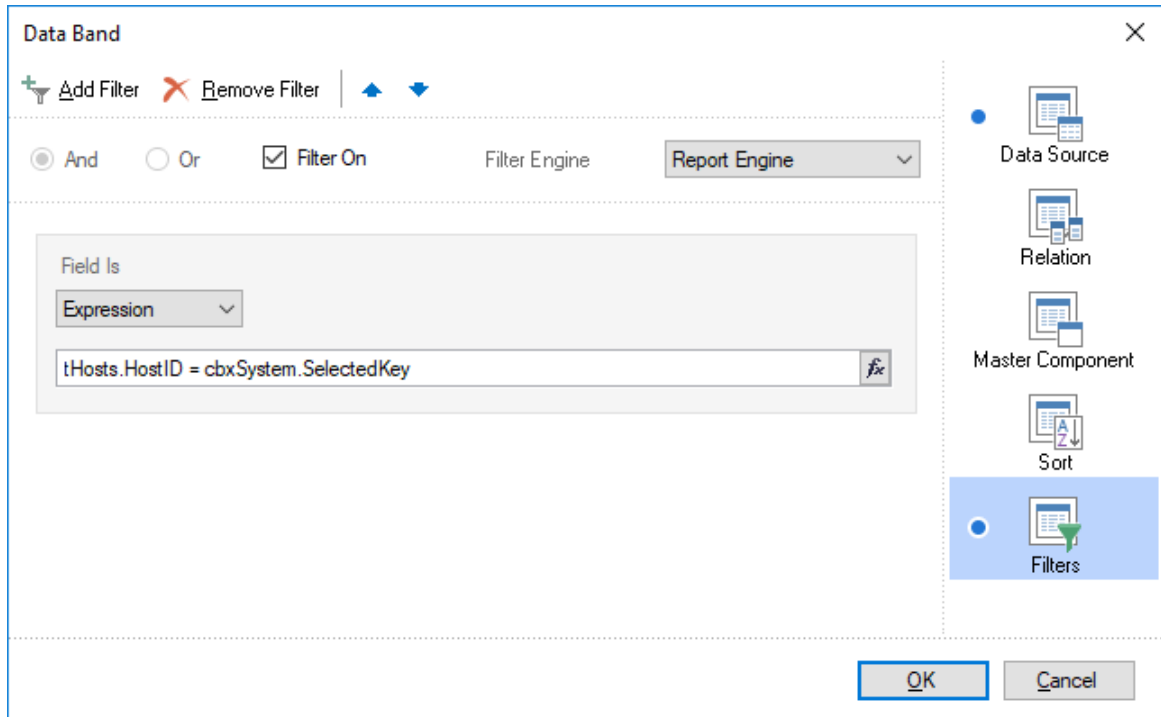 Data Band
Add Filter Remove Filter
And Or Filter On Filter Engine Report Engine
Field Is
Expression
tHosts.HostID = cbxSystem.SelectedKey fx
Data Source
Relation
Master Component
A
Z
Sort
Filters
OK Cancel